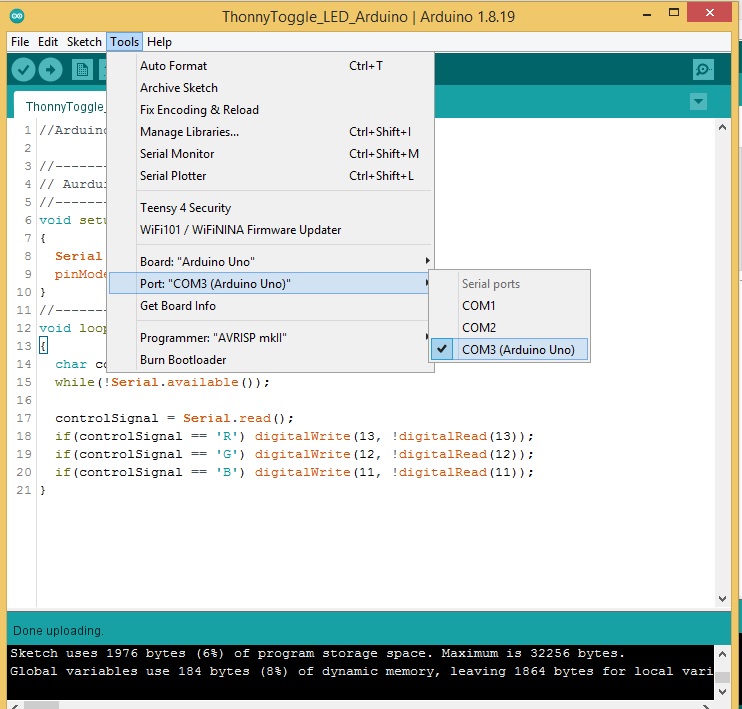 ThonnyToggle_LED_Arduino | Arduino 1.8.19
File Edit Sketch Tools Help
Auto Format Ctrl+T
Archive Sketch
Fix Encoding & Reload
Manage Libraries... Ctrl+Shift+I
Serial Monitor Ctrl+Shift+M
Serial Plotter Ctrl+Shift+L
Teensy 4 Security
WiFi101 / WiFiNINA Firmware Updater
Board: "Arduino Uno"
Port: "COM3 (Arduino Uno)"
Get Board Info
Programmer: "AVRISP mkII"
Burn Bootloader
Serial ports
COM1
COM2
COM3 (Arduino Uno)
ThonnyToggle_
1 //Arduino
2
3 //-------
4 // Aurdui
5 //-------
6 void setu
7 {
8 Serial
9 pinMode
10 }
11 //-------
12 void loop
13 {
14 char co
15 while(!Serial.available());
16
17 controlSignal = Serial.read();
18 if(controlSignal == 'R') digitalWrite(13, !digitalRead(13));
19 if(controlSignal == 'G') digitalWrite(12, !digitalRead(12));
20 if(controlSignal == 'B') digitalWrite(11, !digitalRead(11));
21 }
Done uploading.
Sketch uses 1976 bytes (6%) of program storage space. Maximum is 32256 bytes.
Global variables use 184 bytes (8%) of dynamic memory, leaving 1864 bytes for local vari